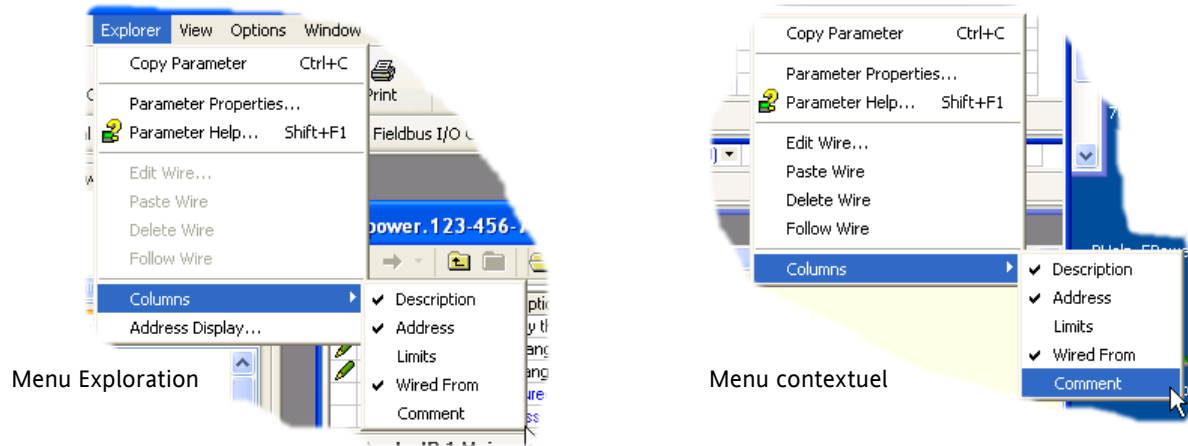 Explorer View Options Window
Copy Parameter Ctrl+C
Print
Parameter Properties...
Parameter Help... Shift+F1
Fieldbus I/O
Edit Wire...
Paste Wire
Delete Wire
Follow Wire
power.123-456-7
Columns
Address Display...
Description
Address
Limits
Wired From
Comment
Menu Exploration
Copy Parameter Ctrl+C
Parameter Properties...
Parameter Help... Shift+F1
Edit Wire...
Paste Wire
Delete Wire
Follow Wire
Columns
Description
Address
Limits
Wired From
Comment
Menu contextuel